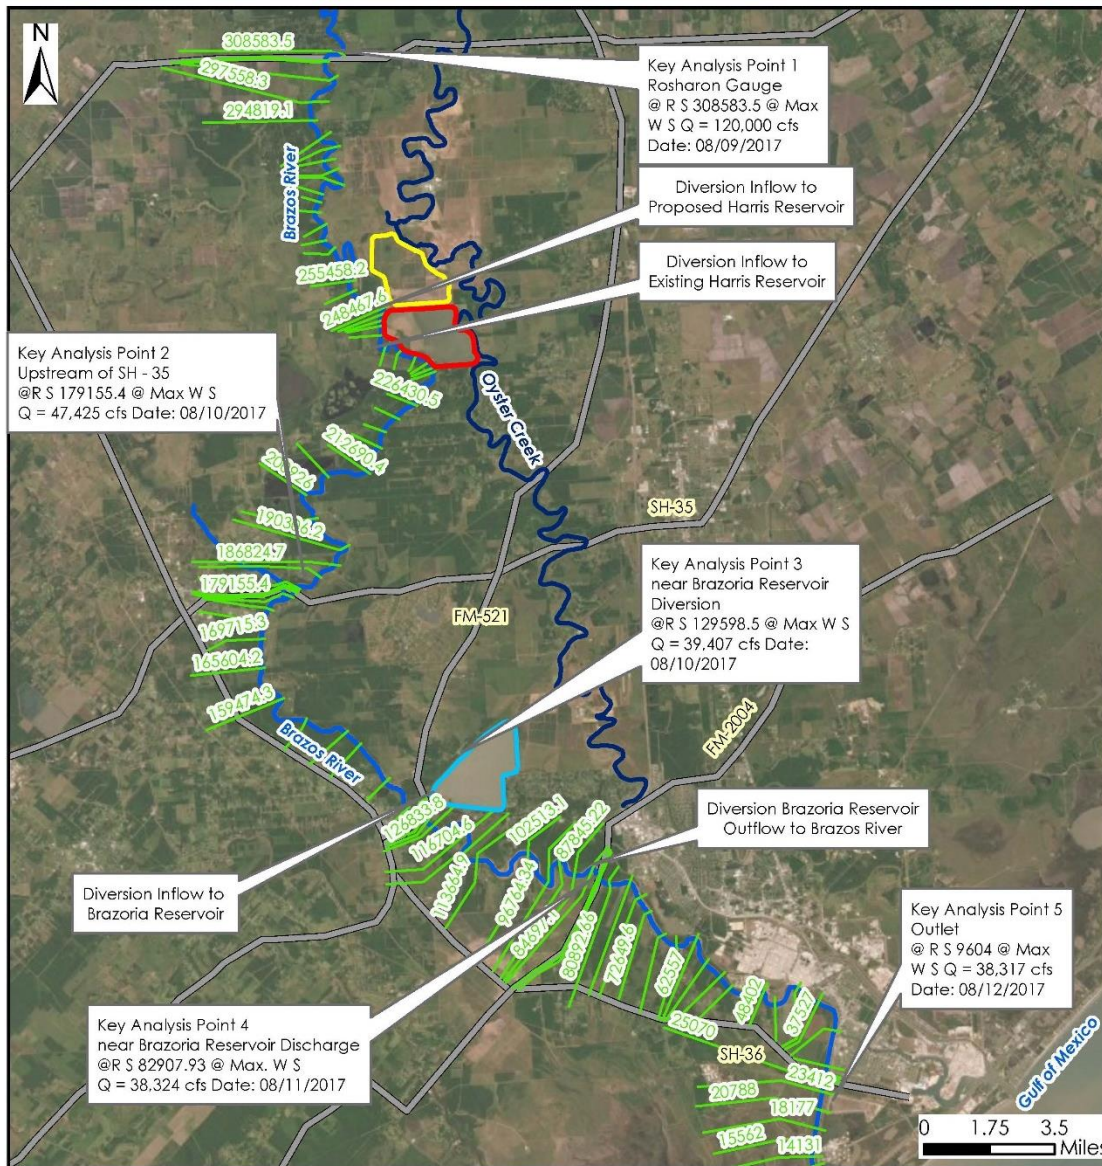 N
308583.5
297558.3
294819.1
Key Analysis Point 1
Rosharon Gauge
@ R S 308583.5 @ Max
W S Q = 120,000 cfs
Date: 08/09/2017
Brazos River
Diversion Inflow to
Proposed Harris Reservoir
255458.2
248467.6
Diversion Inflow to
Existing Harris Reservoir
Key Analysis Point 2
Upstream of SH - 35
@R S 179155.4 @ Max W S
Q = 47,425 cfs Date: 08/10/2017
226430.5
Oyster Creek
212690.4
SH-35
186824.7
179155.4
169715.3
165604.2
159474.3
FM-521
Key Analysis Point 3
near Brazoria Reservoir
Diversion
@R S 129598.5 @ Max W S
Q = 39,407 cfs Date:
08/10/2017
Brazos River
FM-2004
126833.8
116704.6
113664.9
102513.1
96764.34
87845.22
Diversion Brazoria Reservoir
Outflow to Brazos River
Diversion Inflow to
Brazoria Reservoir
80892.66
72649.6
62557
48402
37527
25070
SH-36
23412
20788
18177
15562
14131
Key Analysis Point 5
Outlet
@ R S 9604 @ Max
W S Q = 38,317 cfs
Date: 08/12/2017
Key Analysis Point 4
near Brazoria Reservoir Discharge
@R S 82907.93 @ Max. W S
Q = 38,324 cfs Date: 08/11/2017
Gulf of Mexico
0 1.75 3.5
Miles